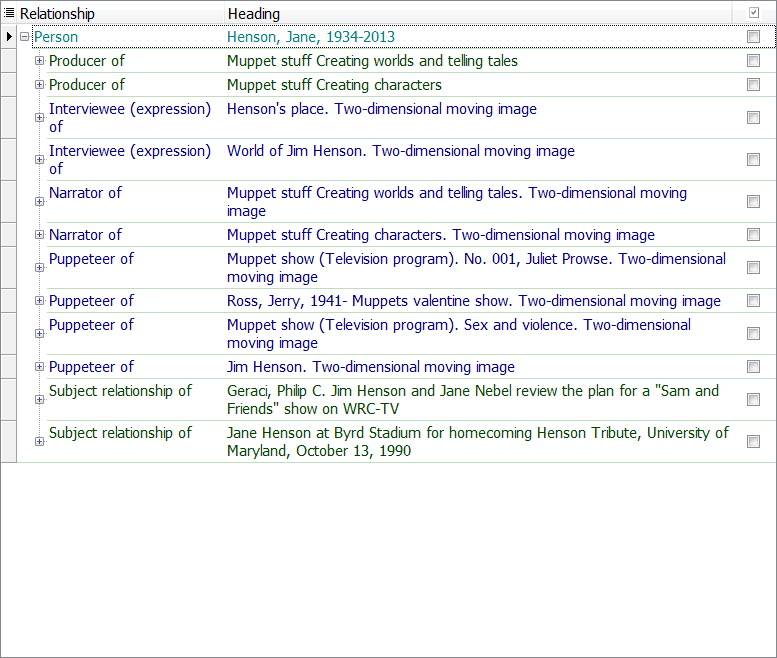 Relationship Heading
Person Henson, Jane, 1934-2013
Producer of Muppet stuff Creating worlds and telling tales
Producer of Muppet stuff Creating characters
Interviewee (expression) Henson's place. Two-dimensional moving image
of
Interviewee (expression) World of Jim Henson. Two-dimensional moving image
of
Narrator of Muppet stuff Creating worlds and telling tales. Two-dimensional moving
image
Narrator of Muppet stuff Creating characters. Two-dimensional moving image
Puppeteer of Muppet show (Television program). No. 001, Juliet Prowse. Two-dimensional
moving image
Puppeteer of Ross, Jerry, 1941- Muppets valentine show. Two-dimensional moving image
Puppeteer of Muppet show (Television program). Sex and violence. Two-dimensional
moving image
Puppeteer of Jim Henson. Two-dimensional moving image
Subject relationship of Geraci, Philip C. Jim Henson and Jane Nebel review the plan for a "Sam and
Friends" show on WRC-TV
Subject relationship of Jane Henson at Byrd Stadium for homecoming Henson Tribute, University of
Maryland, October 13, 1990